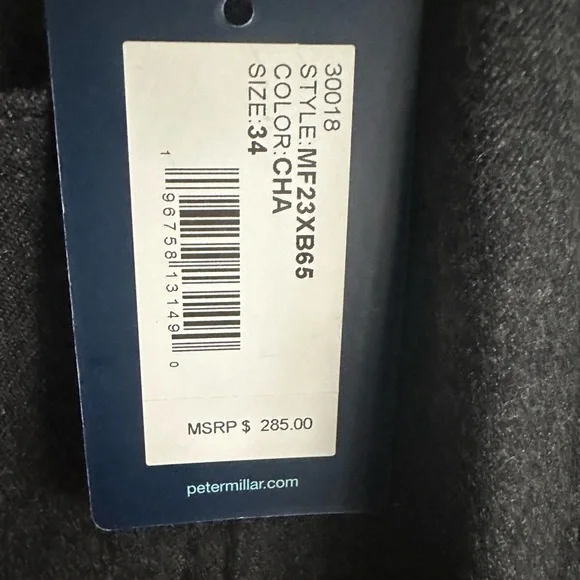 30018
STYLE:MF23XB65
COLOR:CHA
SIZE:34
1 96758 13149 0
MSRP $ 285.00
petermillar.com